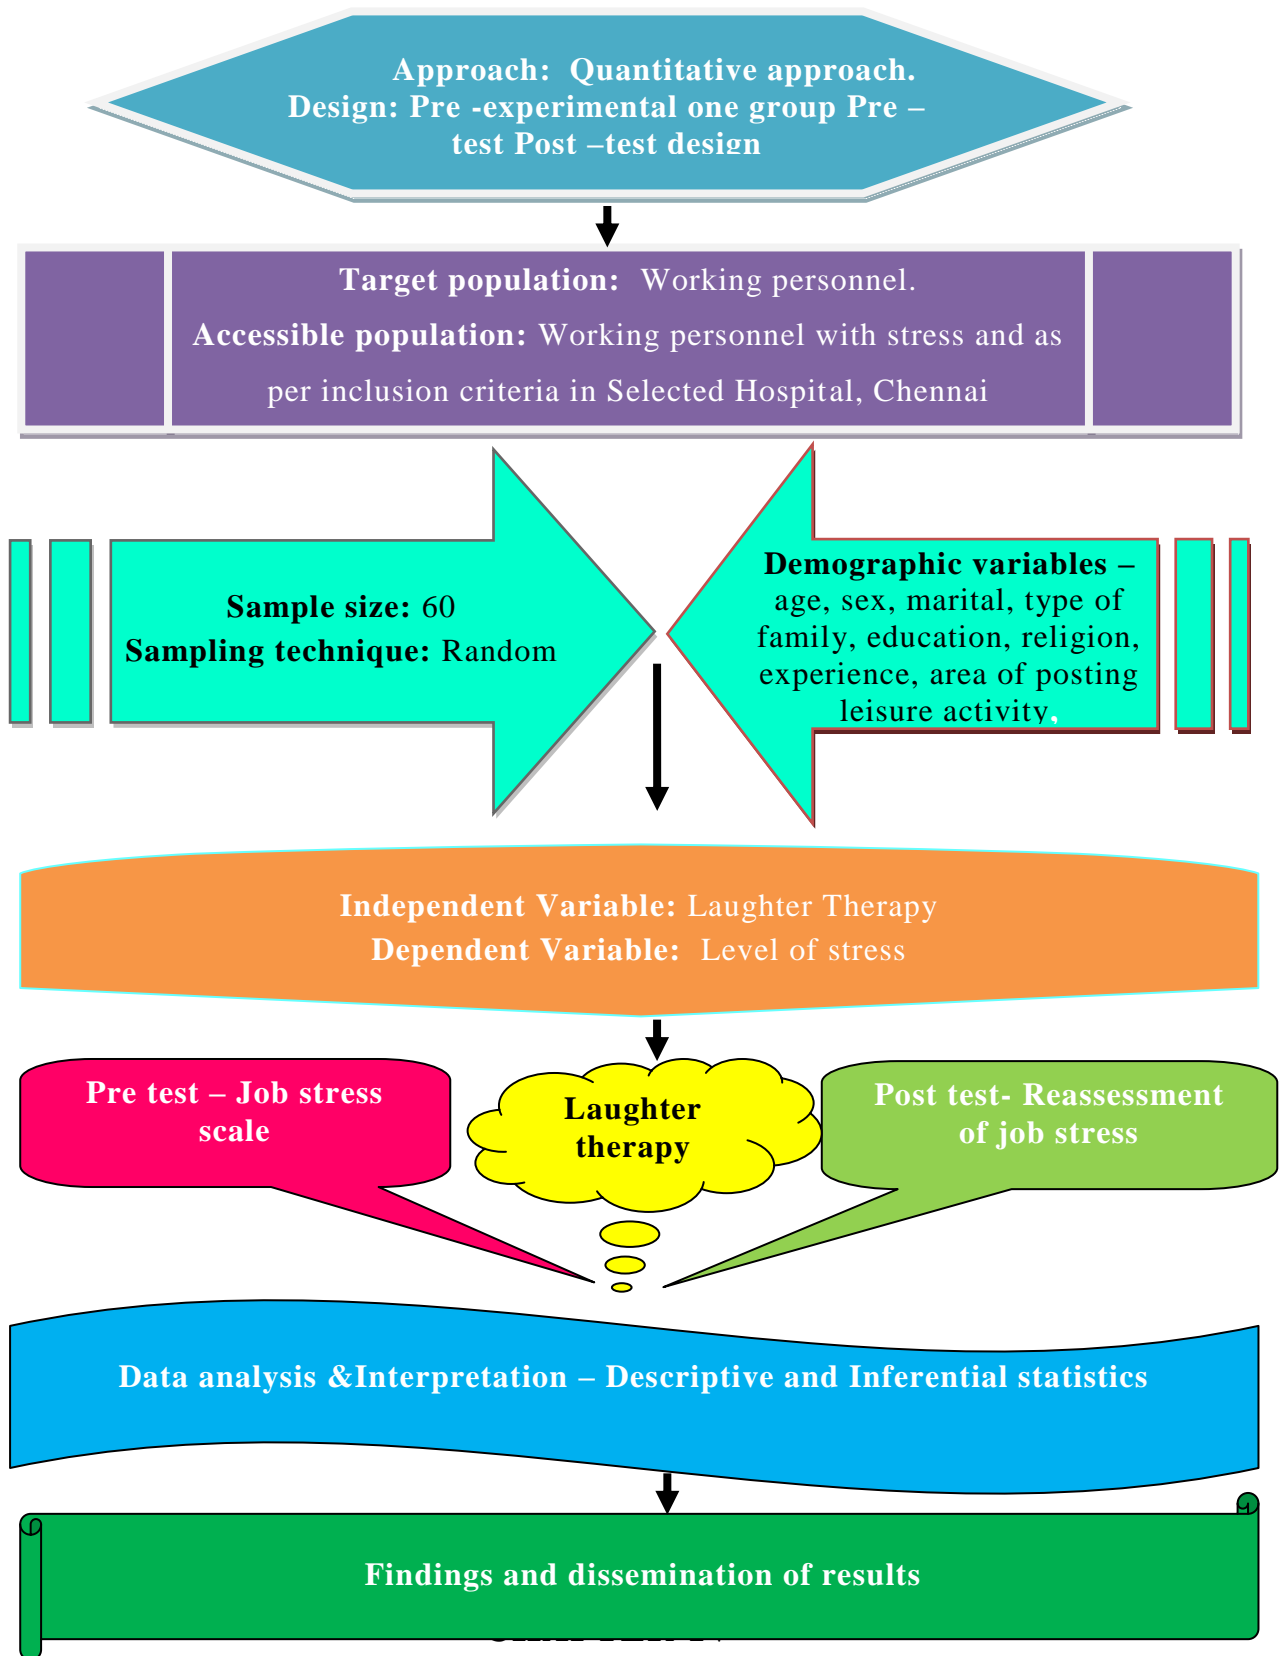 Approach: Quantitative approach.
Design: Pre -experimental one group Pre –
test Post –test design
Target population: Working personnel.
Accessible population: Working personnel with stress and as
per inclusion criteria in Selected Hospital, Chennai
Sample size: 60
Sampling technique: Random
Demographic variables –
age, sex, marital, type of
family, education, religion,
experience, area of posting
leisure activity,
Independent Variable: Laughter Therapy
Dependent Variable: Level of stress
Pre test – Job stress
scale
Laughter
therapy
Post test- Reassessment
of job stress
Data analysis &Interpretation – Descriptive and Inferential statistics
Findings and dissemination of results